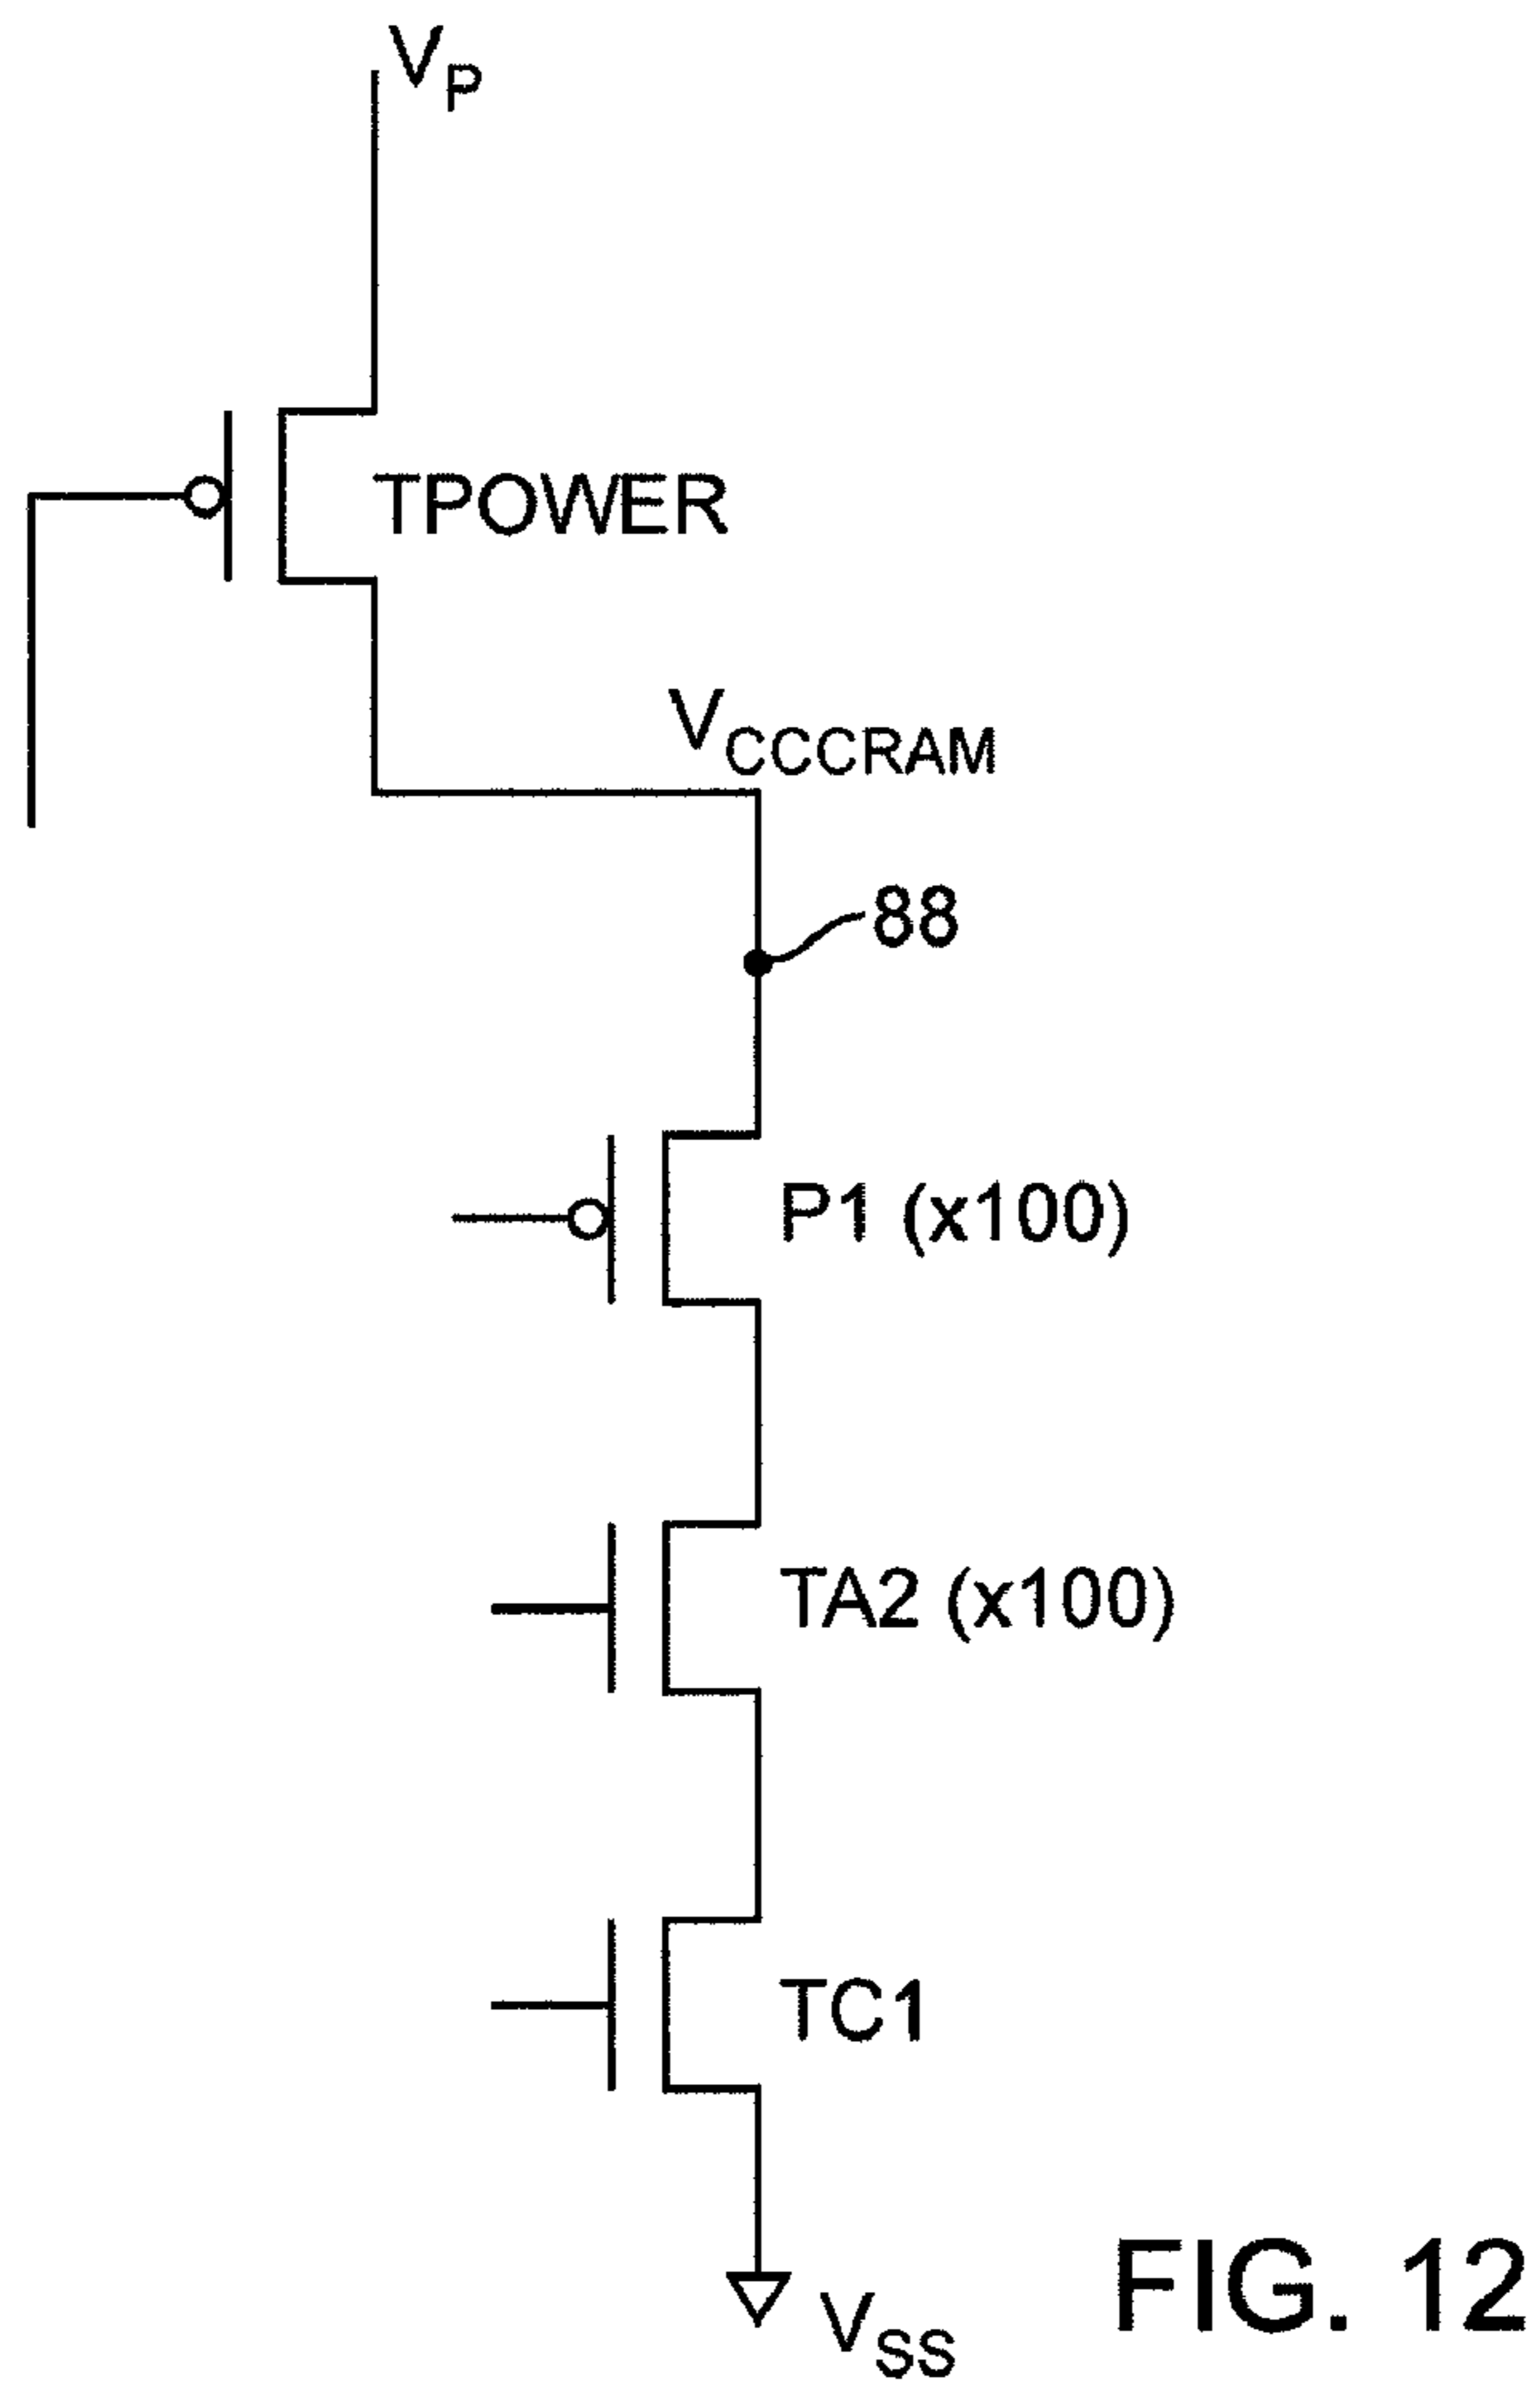 VP
TPOWER
VCCCRAM
88
P1 (x100)
TA2 (x100)
TC1
VSS
FIG. 12